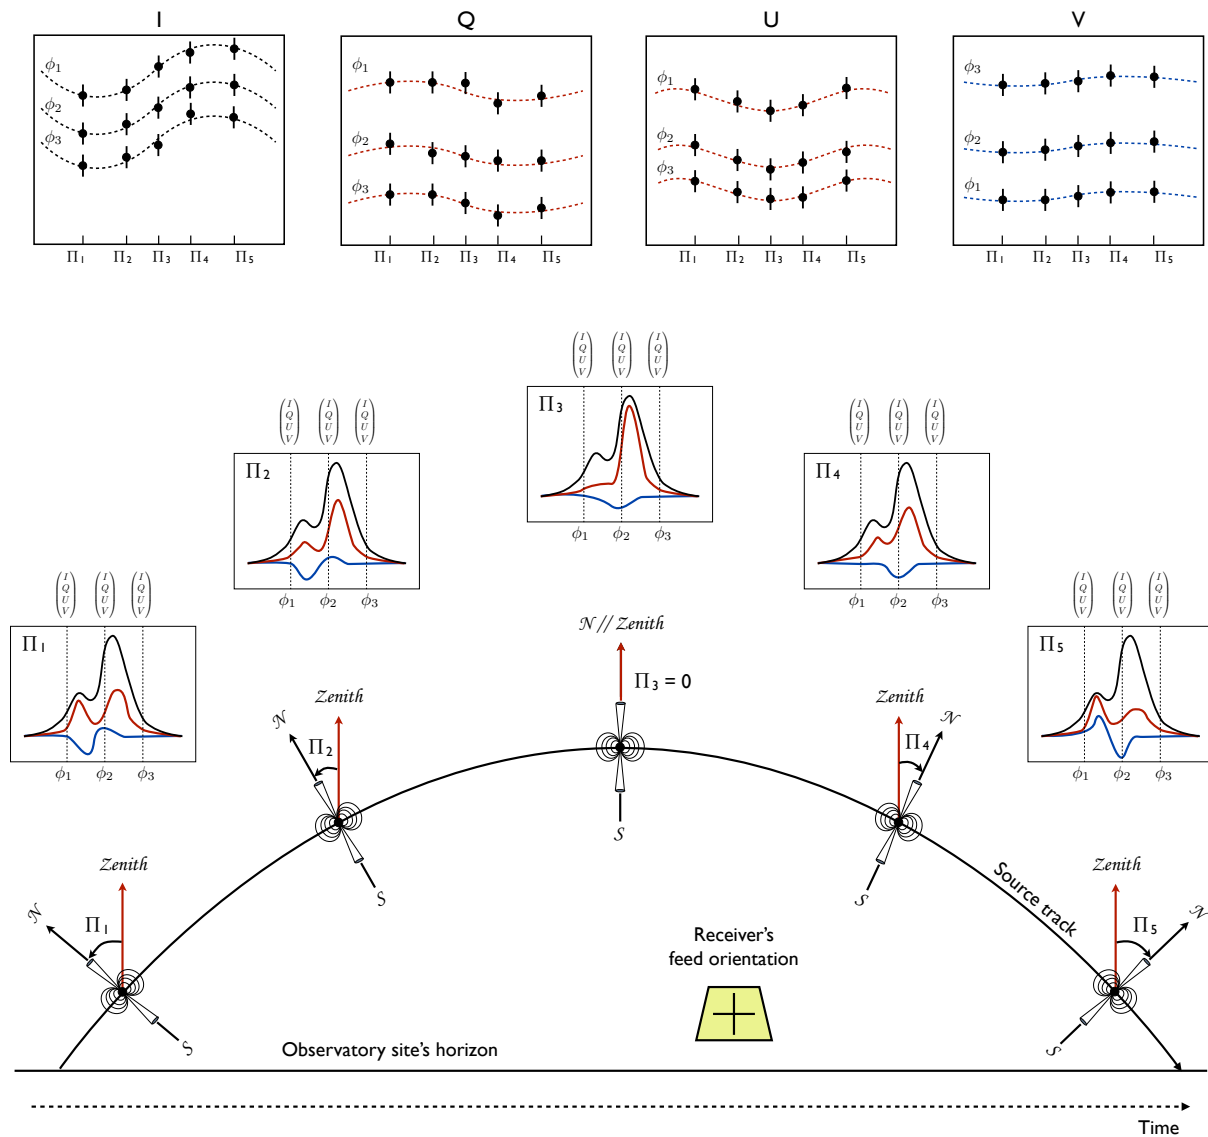 I Q U V
ϕ₁ ϕ₁ ϕ₁ ϕ₃
ϕ₂ ϕ₂ ϕ₂ ϕ₂
ϕ₃ ϕ₃ ϕ₃ ϕ₁
Π₁ Π₂ Π₃ Π₄ Π₅ Π₁ Π₂ Π₃ Π₄ Π₅ Π₁ Π₂ Π₃ Π₄ Π₅ Π₁ Π₂ Π₃ Π₄ Π₅
I I I
Q Q Q
U U U
V V V
Π₃
ϕ₁ ϕ₂ ϕ₃
I I I
Q Q Q
U U U
V V V
Π₂
ϕ₁ ϕ₂ ϕ₃
I I I
Q Q Q
U U U
V V V
Π₄
ϕ₁ ϕ₂ ϕ₃
I I I
Q Q Q
U U U
V V V
Π₁
ϕ₁ ϕ₂ ϕ₃
I I I
Q Q Q
U U U
V V V
Π₅
ϕ₁ ϕ₂ ϕ₃
N // Zenith
Π₃ = 0
S
Zenith
N
Π₂
S
Zenith
N
Π₄
S
Zenith
N
Π₁
S
Zenith
N
Π₅
S
Source track
Receiver's
feed orientation
Observatory site's horizon
Time